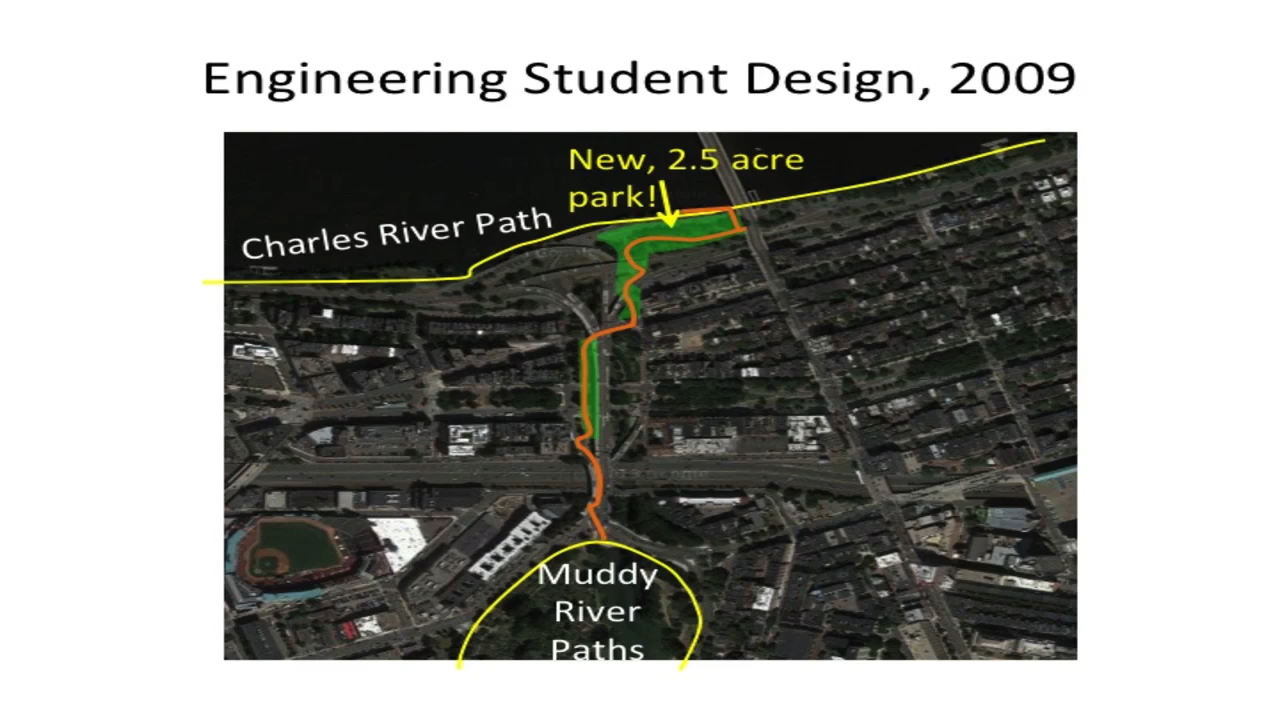 Engineering Student Design, 2009
New, 2.5 acre
park!
Charles River Path
Muddy
River
Paths